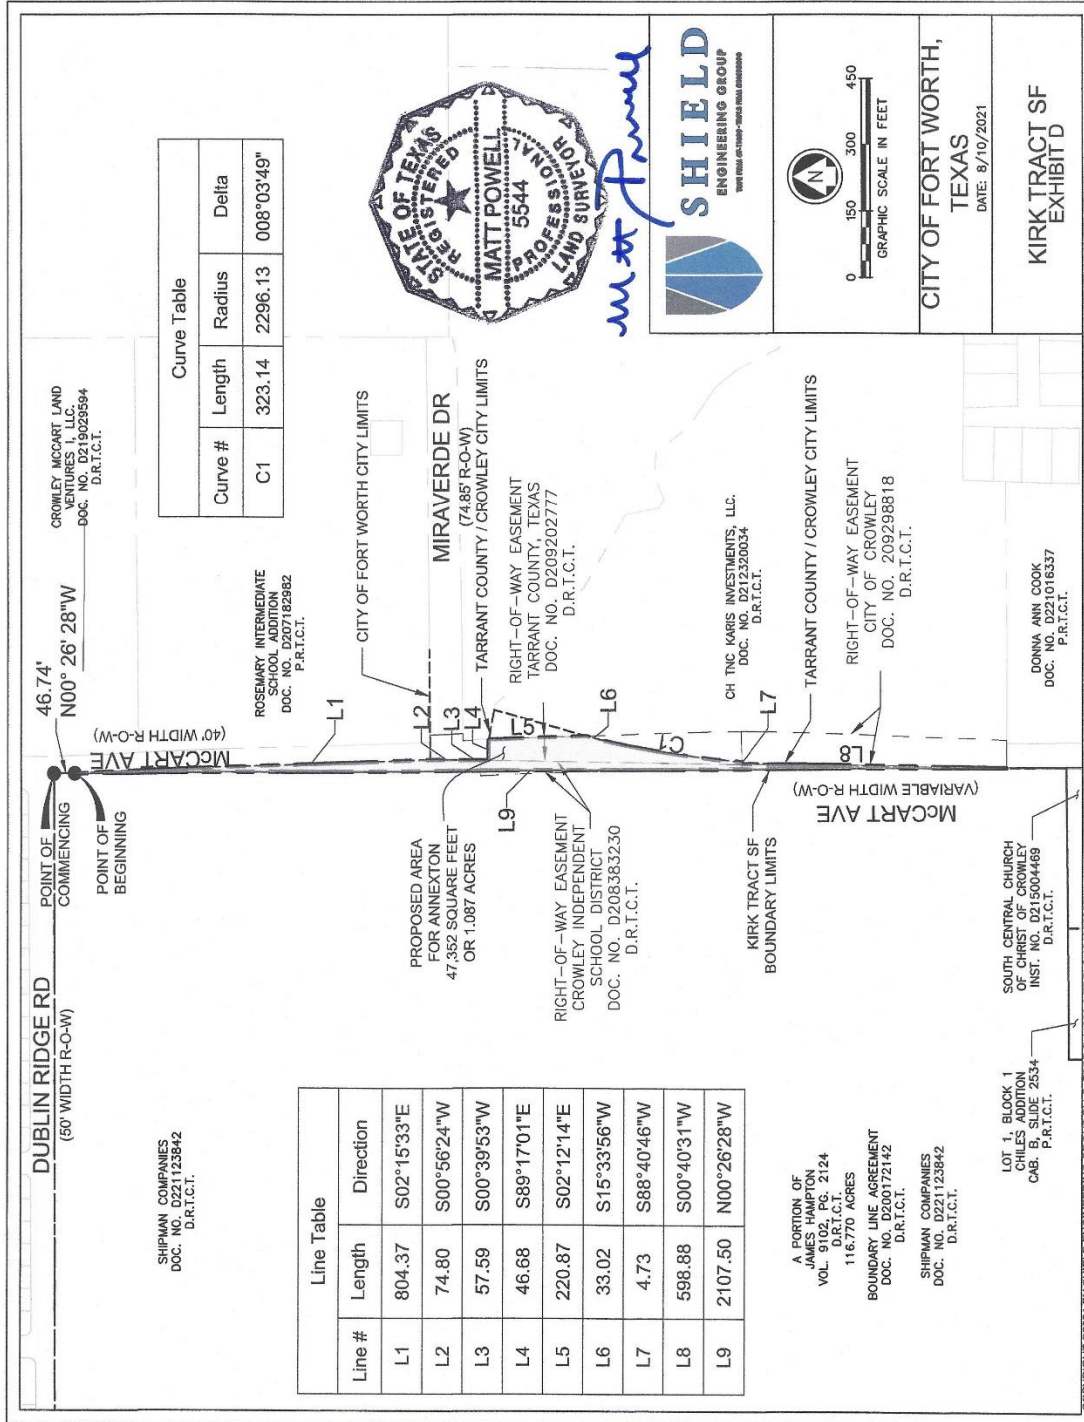 DUBLIN RIDGE RD
(50' WIDTH R-O-W)
POINT OF
COMMENCING
POINT OF
BEGINNING
46.74'
N00° 26' 28"W
CROWLEY MCCART LAND
VENTURES I, LLC.
DOC. NO. D219029594
D.R.T.C.T.
McCART AVE
(40' WIDTH R-O-W)
SHIPMAN COMPANIES
DOC. NO. D221123842
D.R.T.C.T.
ROSEMARY INTERMEDIATE
SCHOOL ADDITION
DOC. NO. D207182982
P.R.T.C.T.
Curve Table
Curve # Length Radius Delta
C1 323.14 2296.13 008°03'49"
L1
CITY OF FORT WORTH CITY LIMITS
L2
MIRAVERDE DR
(74.85' R-O-W)
L3
L4
TARRANT COUNTY / CROWLEY CITY LIMITS
L5
RIGHT-OF-WAY EASEMENT
TARRANT COUNTY, TEXAS
DOC. NO. D209202777
D.R.T.C.T.
L9
PROPOSED AREA
FOR ANNEXTON
47,352 SQUARE FEET
OR 1.087 ACRES
RIGHT-OF-WAY EASEMENT
CROWLEY INDEPENDENT
SCHOOL DISTRICT
DOC. NO. D208383230
D.R.T.C.T.
L6
C1
CH TNC KARIS INVESTMENTS, LLC.
DOC. NO. D212320034
D.R.T.C.T.
L7
TARRANT COUNTY / CROWLEY CITY LIMITS
KIRK TRACT SF
BOUNDARY LIMITS
McCART AVE
(VARIABLE WIDTH R-O-W)
L8
RIGHT-OF-WAY EASEMENT
CITY OF CROWLEY
DOC. NO. 209298818
D.R.T.C.T.
Line Table
Line # Length Direction
L1 804.37 S02°15'33"E
L2 74.80 S00°56'24"W
L3 57.59 S00°39'53"W
L4 46.68 S89°17'01"E
L5 220.87 S02°12'14"E
L6 33.02 S15°33'56"W
L7 4.73 S88°40'46"W
L8 598.88 S00°40'31"W
L9 2107.50 N00°26'28"W
A PORTION OF
JAMES HAMPTON
VOL. 9102, PG. 2124
D.R.T.C.T.
116.770 ACRES
BOUNDARY LINE AGREEMENT
DOC. NO. D200172142
D.R.T.C.T.
SHIPMAN COMPANIES
DOC. NO. D221123842
D.R.T.C.T.
LOT 1, BLOCK 1
CHILES ADDITION
CAB. B, SLIDE 2534
P.R.T.C.T.
SOUTH CENTRAL CHURCH
OF CHRIST OF CROWLEY
INST. NO. D215004469
D.R.T.C.T.
DONNA ANN COOK
DOC. NO. D221016337
P.R.T.C.T.
STATE OF TEXAS
REGISTERED
MATT POWELL
5544
PROFESSIONAL
LAND SURVEYOR
Matt Powell
SHIELD
ENGINEERING GROUP
N
0 150 300 450
GRAPHIC SCALE IN FEET
CITY OF FORT WORTH,
TEXAS
DATE: 8/10/2021
KIRK TRACT SF
EXHIBIT D